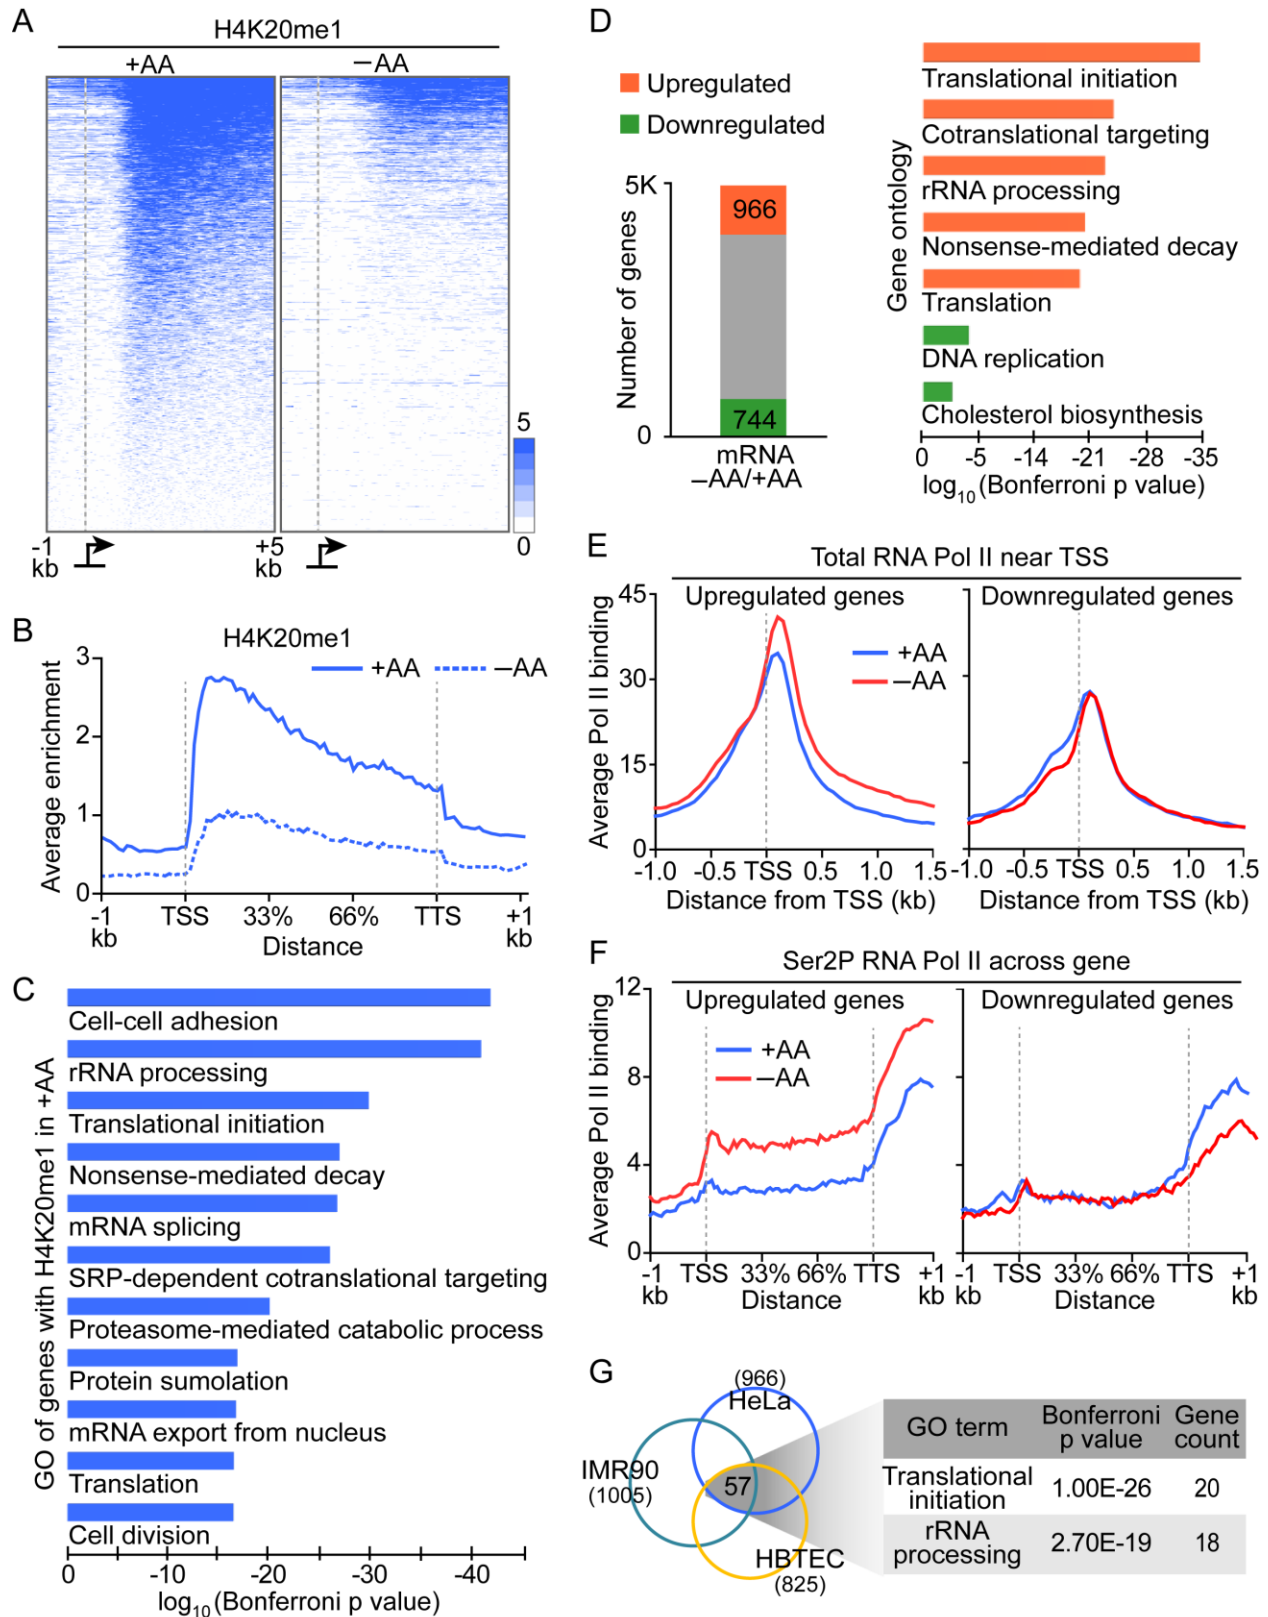 A
H4K20me1
+AA
−AA
5
0
-1
kb
+5
kb
B
H4K20me1
+AA
−AA
3
2
1
0
Average enrichment
-1
kb
TSS
33%
66%
TTS
+1
kb
Distance
C
GO of genes with H4K20me1 in +AA
Cell-cell adhesion
rRNA processing
Translational initiation
Nonsense-mediated decay
mRNA splicing
SRP-dependent cotranslational targeting
Proteasome-mediated catabolic process
Protein sumolation
mRNA export from nucleus
Translation
Cell division
0
-10
-20
-30
-40
log10(Bonferroni p value)
D
Upregulated
Downregulated
5K
0
Number of genes
966
744
mRNA
−AA/+AA
Gene ontology
Translational initiation
Cotranslational targeting
rRNA processing
Nonsense-mediated decay
Translation
DNA replication
Cholesterol biosynthesis
0
-5
-14
-21
-28
-35
log10(Bonferroni p value)
E
Total RNA Pol II near TSS
Upregulated genes
Downregulated genes
+AA
−AA
45
30
15
0
Average Pol II binding
-1.0
-0.5
TSS
0.5
1.0
1.5
Distance from TSS (kb)
-1.0
-0.5
TSS
0.5
1.0
1.5
Distance from TSS (kb)
F
Ser2P RNA Pol II across gene
Upregulated genes
Downregulated genes
+AA
−AA
12
8
4
0
Average Pol II binding
-1
kb
TSS
33%
66%
TTS
+1
kb
Distance
-1
kb
TSS
33%
66%
TTS
+1
kb
Distance
G
(966)
HeLa
IMR90
(1005)
57
HBTEC
(825)
GO term
Bonferroni
p value
Gene
count
Translational
initiation
1.00E-26
20
rRNA
processing
2.70E-19
18